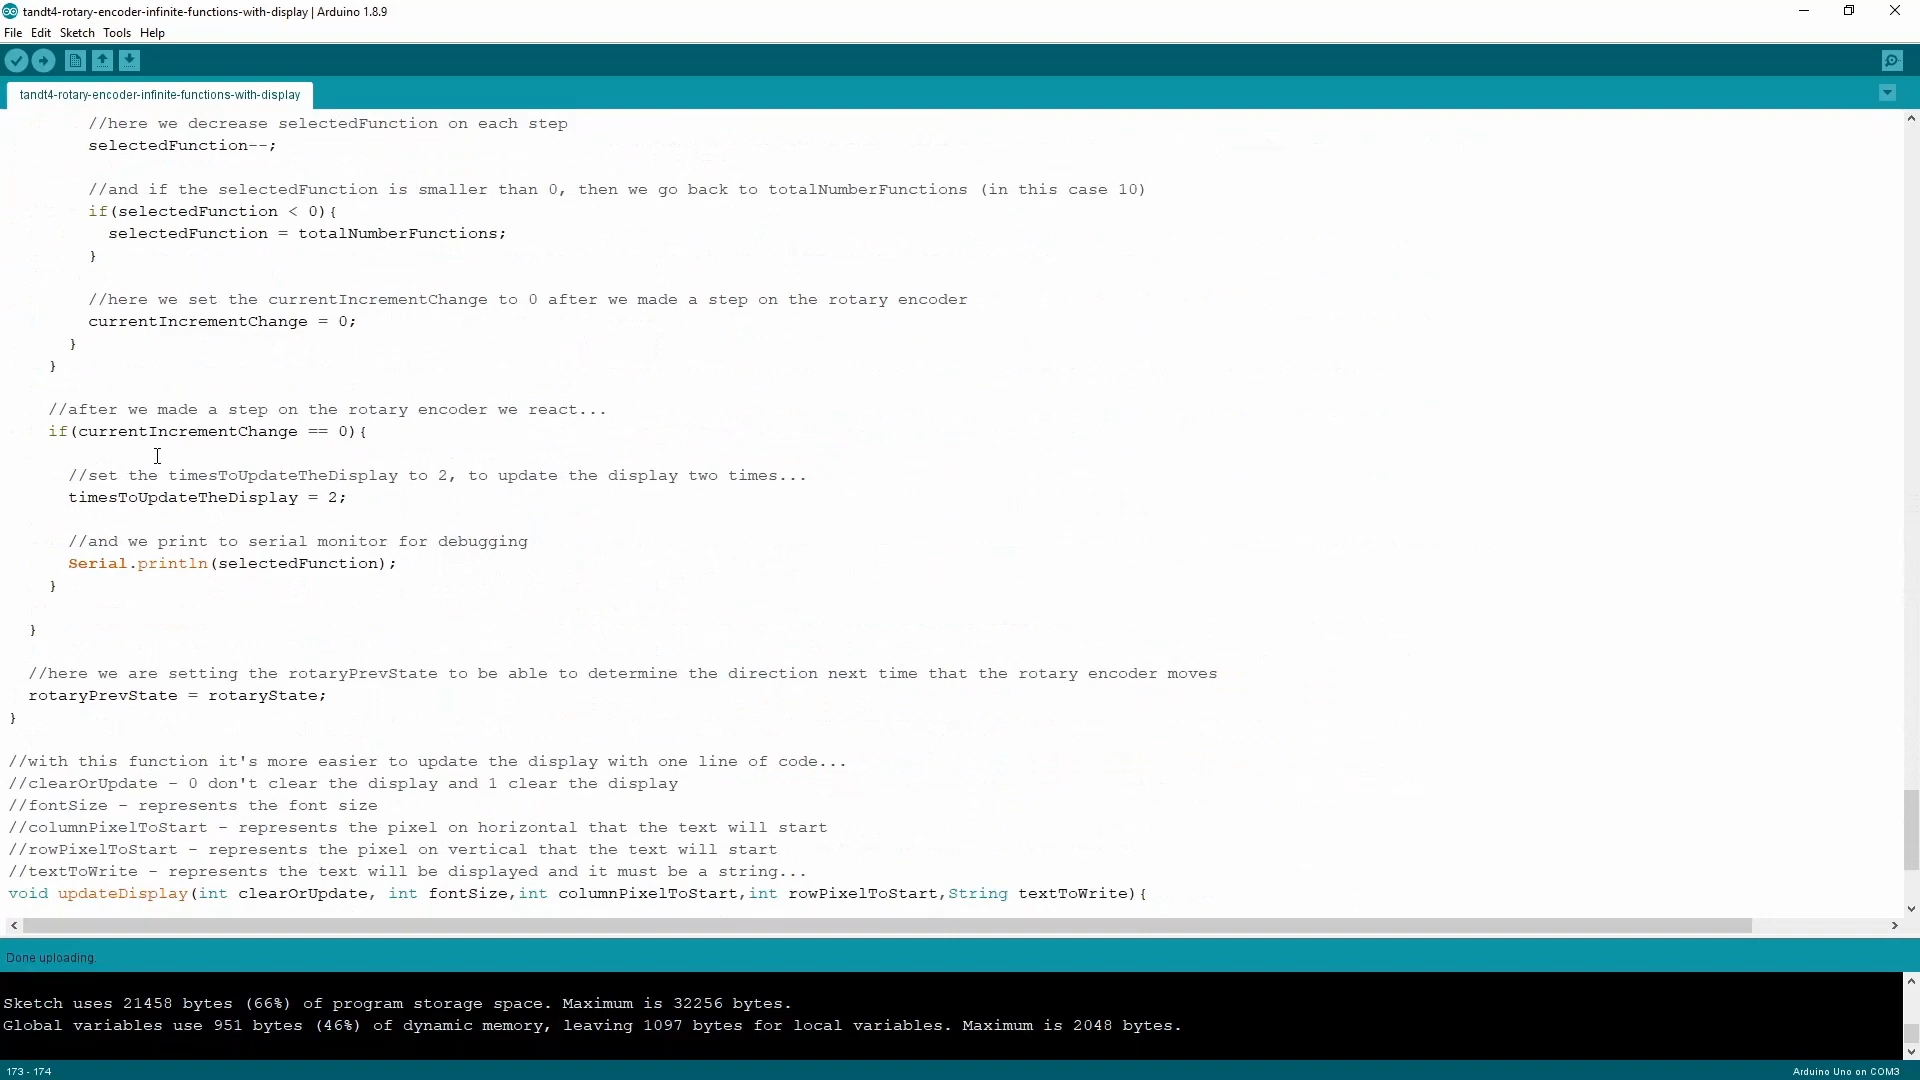 tandt4-rotary-encoder-infinite-functions-with-display | Arduino 1.8.9
File Edit Sketch Tools Help
tandt4-rotary-encoder-infinite-functions-with-display
//here we decrease selectedFunction on each step
selectedFunction--;
//and if the selectedFunction is smaller than 0, then we go back to totalNumberFunctions (in this case 10)
if(selectedFunction < 0){
selectedFunction = totalNumberFunctions;
}
//here we set the currentIncrementChange to 0 after we made a step on the rotary encoder
currentIncrementChange = 0;
}
}
//after we made a step on the rotary encoder we react...
if(currentIncrementChange == 0){
//set the timesToUpdateTheDisplay to 2, to update the display two times...
timesToUpdateTheDisplay = 2;
//and we print to serial monitor for debugging
Serial.println(selectedFunction);
}
}
//here we are setting the rotaryPrevState to be able to determine the direction next time that the rotary encoder moves
rotaryPrevState = rotaryState;
}
//with this function it's more easier to update the display with one line of code...
//clearOrUpdate - 0 don't clear the display and 1 clear the display
//fontSize - represents the font size
//columnPixelToStart - represents the pixel on horizontal that the text will start
//rowPixelToStart - represents the pixel on vertical that the text will start
//textToWrite - represents the text will be displayed and it must be a string...
void updateDisplay(int clearOrUpdate, int fontSize,int columnPixelToStart,int rowPixelToStart,String textToWrite){
Done uploading.
Sketch uses 21458 bytes (66%) of program storage space. Maximum is 32256 bytes.
Global variables use 951 bytes (46%) of dynamic memory, leaving 1097 bytes for local variables. Maximum is 2048 bytes.
173 - 174
Arduino Uno on COM3